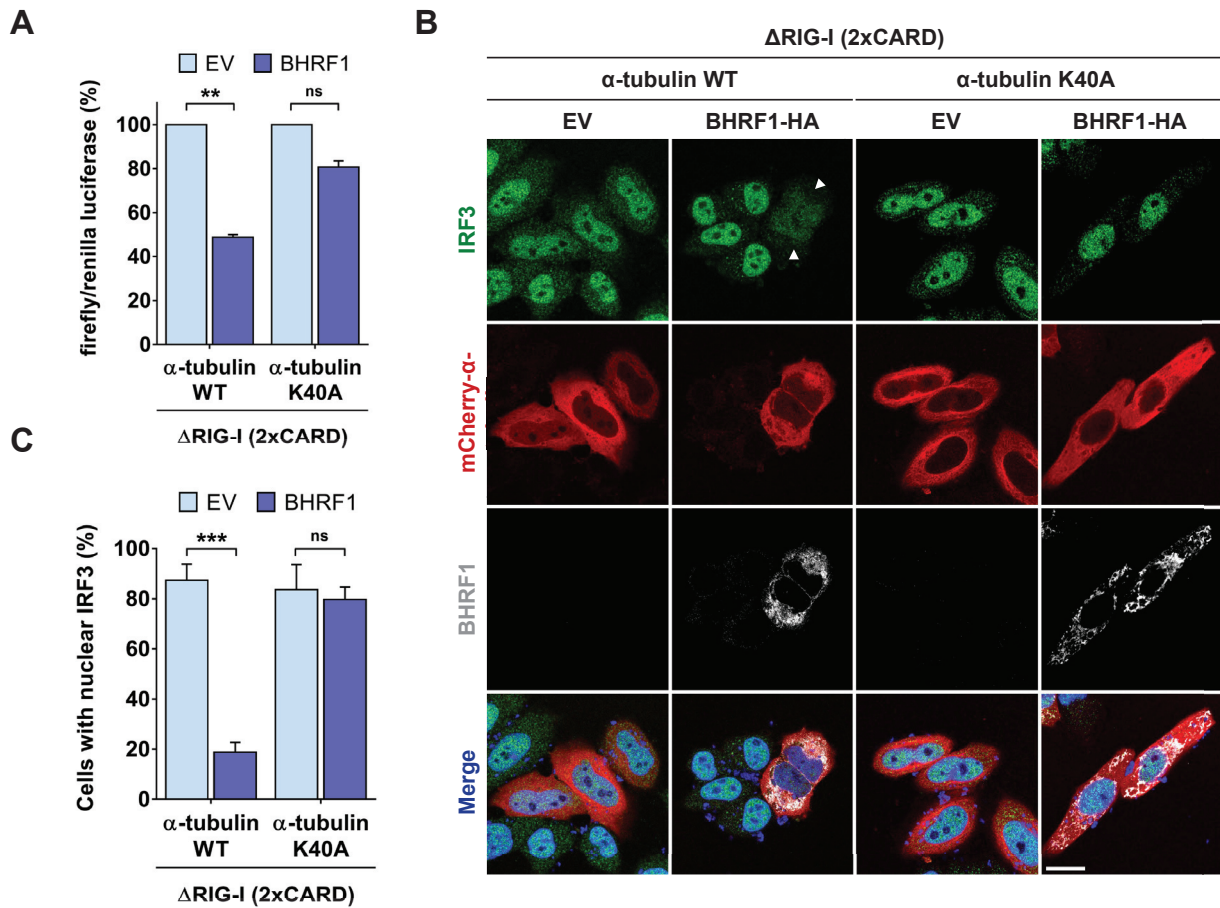 A
EV BHRF1
** ns
firefly/renilla luciferase (%)
100
80
60
40
20
0
α-tubulin α-tubulin
WT K40A
ΔRIG-I (2xCARD)
B
ΔRIG-I (2xCARD)
α-tubulin WT α-tubulin K40A
EV BHRF1-HA EV BHRF1-HA
IRF3
mCherry-α-
BHRF1
Merge
C
EV BHRF1
*** ns
Cells with nuclear IRF3 (%)
100
80
60
40
20
0
α-tubulin α-tubulin
WT K40A
ΔRIG-I (2xCARD)